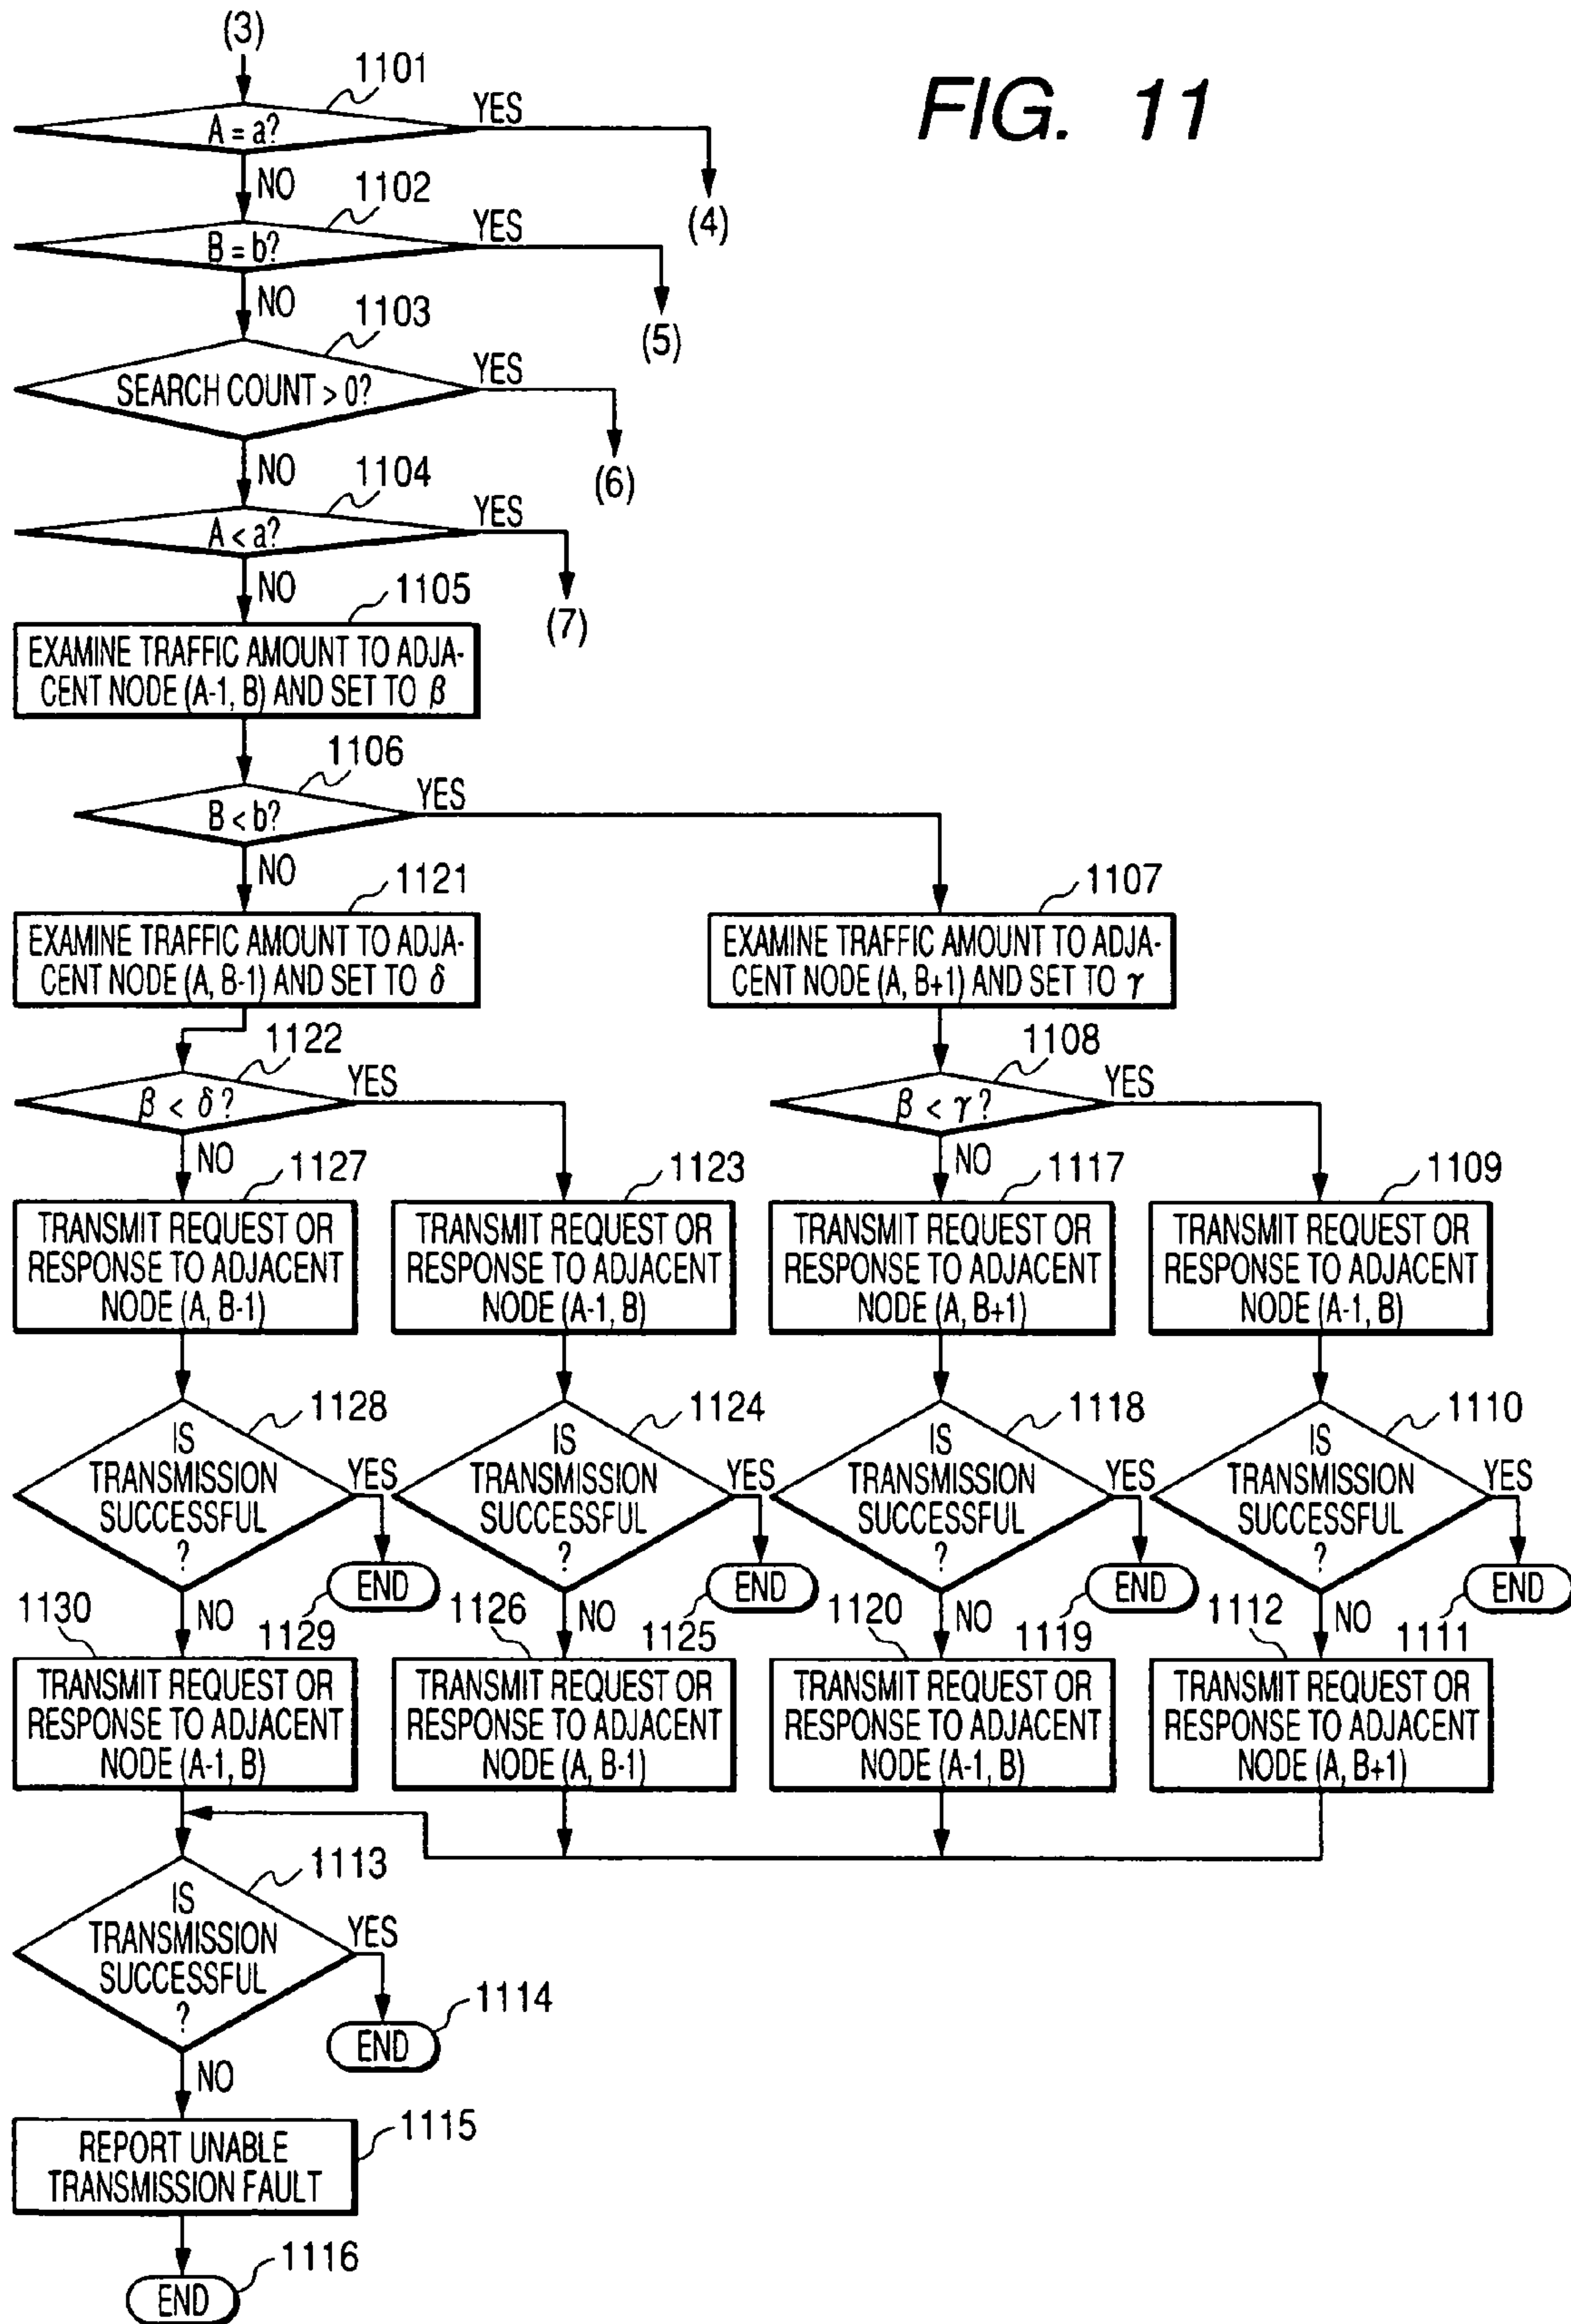 (3)
FIG. 11
1101
A = a?
YES
(4)
NO
1102
B = b?
YES
(5)
NO
1103
SEARCH COUNT > 0?
YES
(6)
NO
1104
A < a?
YES
(7)
NO
1105
EXAMINE TRAFFIC AMOUNT TO ADJA-
CENT NODE (A-1, B) AND SET TO β
1106
B < b?
YES
NO
1121
EXAMINE TRAFFIC AMOUNT TO ADJA-
CENT NODE (A, B-1) AND SET TO δ
1107
EXAMINE TRAFFIC AMOUNT TO ADJA-
CENT NODE (A, B+1) AND SET TO γ
1122
β < δ?
YES
NO
1108
β < γ?
YES
NO
1127
TRANSMIT REQUEST OR
RESPONSE TO ADJACENT
NODE (A, B-1)
1123
TRANSMIT REQUEST OR
RESPONSE TO ADJACENT
NODE (A-1, B)
1117
TRANSMIT REQUEST OR
RESPONSE TO ADJACENT
NODE (A, B+1)
1109
TRANSMIT REQUEST OR
RESPONSE TO ADJACENT
NODE (A-1, B)
1128
IS
TRANSMISSION
SUCCESSFUL
?
YES
END
1129
NO
1124
IS
TRANSMISSION
SUCCESSFUL
?
YES
END
1125
NO
1118
IS
TRANSMISSION
SUCCESSFUL
?
YES
END
1119
NO
1110
IS
TRANSMISSION
SUCCESSFUL
?
YES
END
1111
NO
1130
TRANSMIT REQUEST OR
RESPONSE TO ADJACENT
NODE (A-1, B)
1126
TRANSMIT REQUEST OR
RESPONSE TO ADJACENT
NODE (A, B-1)
1120
TRANSMIT REQUEST OR
RESPONSE TO ADJACENT
NODE (A-1, B)
1112
TRANSMIT REQUEST OR
RESPONSE TO ADJACENT
NODE (A, B+1)
1113
IS
TRANSMISSION
SUCCESSFUL
?
YES
END
1114
NO
1115
REPORT UNABLE
TRANSMISSION FAULT
1116
END